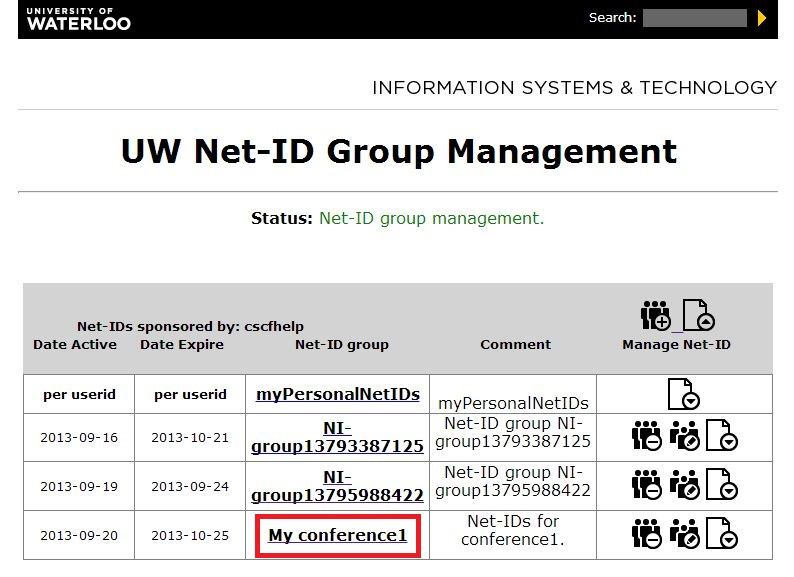 UNIVERSITY OF
WATERLOO
Search:
INFORMATION SYSTEMS & TECHNOLOGY
UW Net-ID Group Management
Status: Net-ID group management.
Net-IDs sponsored by: cscfhelp
Date Active Date Expire Net-ID group Comment Manage Net-ID
per userid per userid myPersonalNetIDs myPersonalNetIDs
2013-09-16 2013-10-21 NI-
group13793387125 Net-ID group NI-
group13793387125
2013-09-19 2013-09-24 NI-
group13795988422 Net-ID group NI-
group13795988422
2013-09-20 2013-10-25 My conference1 Net-IDs for
conference1.